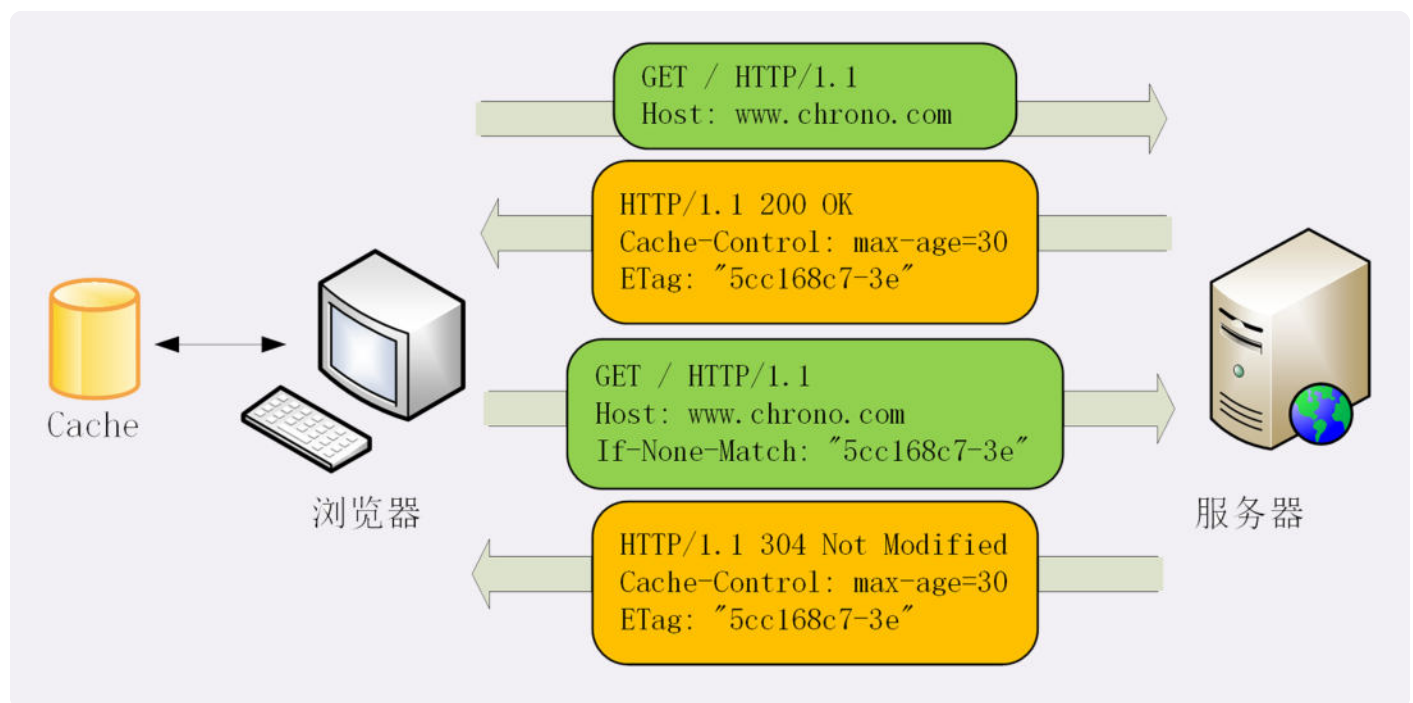 GET / HTTP/1.1
Host: www.chrono.com
HTTP/1.1 200 OK
Cache-Control: max-age=30
ETag: "5cc168c7-3e"
Cache
浏览器
GET / HTTP/1.1
Host: www.chrono.com
If-None-Match: "5cc168c7-3e"
服务器
HTTP/1.1 304 Not Modified
Cache-Control: max-age=30
ETag: "5cc168c7-3e"